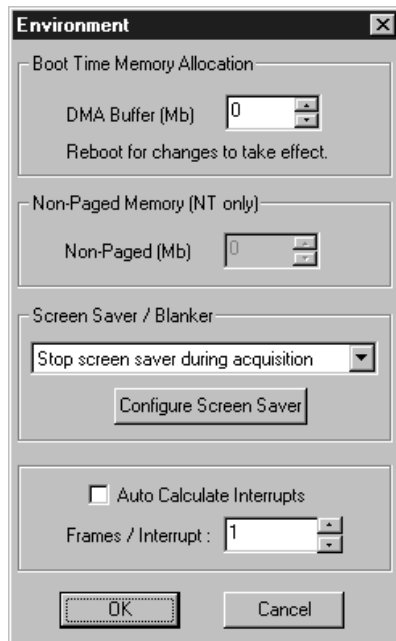 Environment
Boot Time Memory Allocation
DMA Buffer (Mb) 0
Reboot for changes to take effect.
Non-Paged Memory (NT only)
Non-Paged (Mb) 0
Screen Saver / Blanker
Stop screen saver during acquisition
Configure Screen Saver
Auto Calculate Interrupts
Frames / Interrupt : 1
OK Cancel